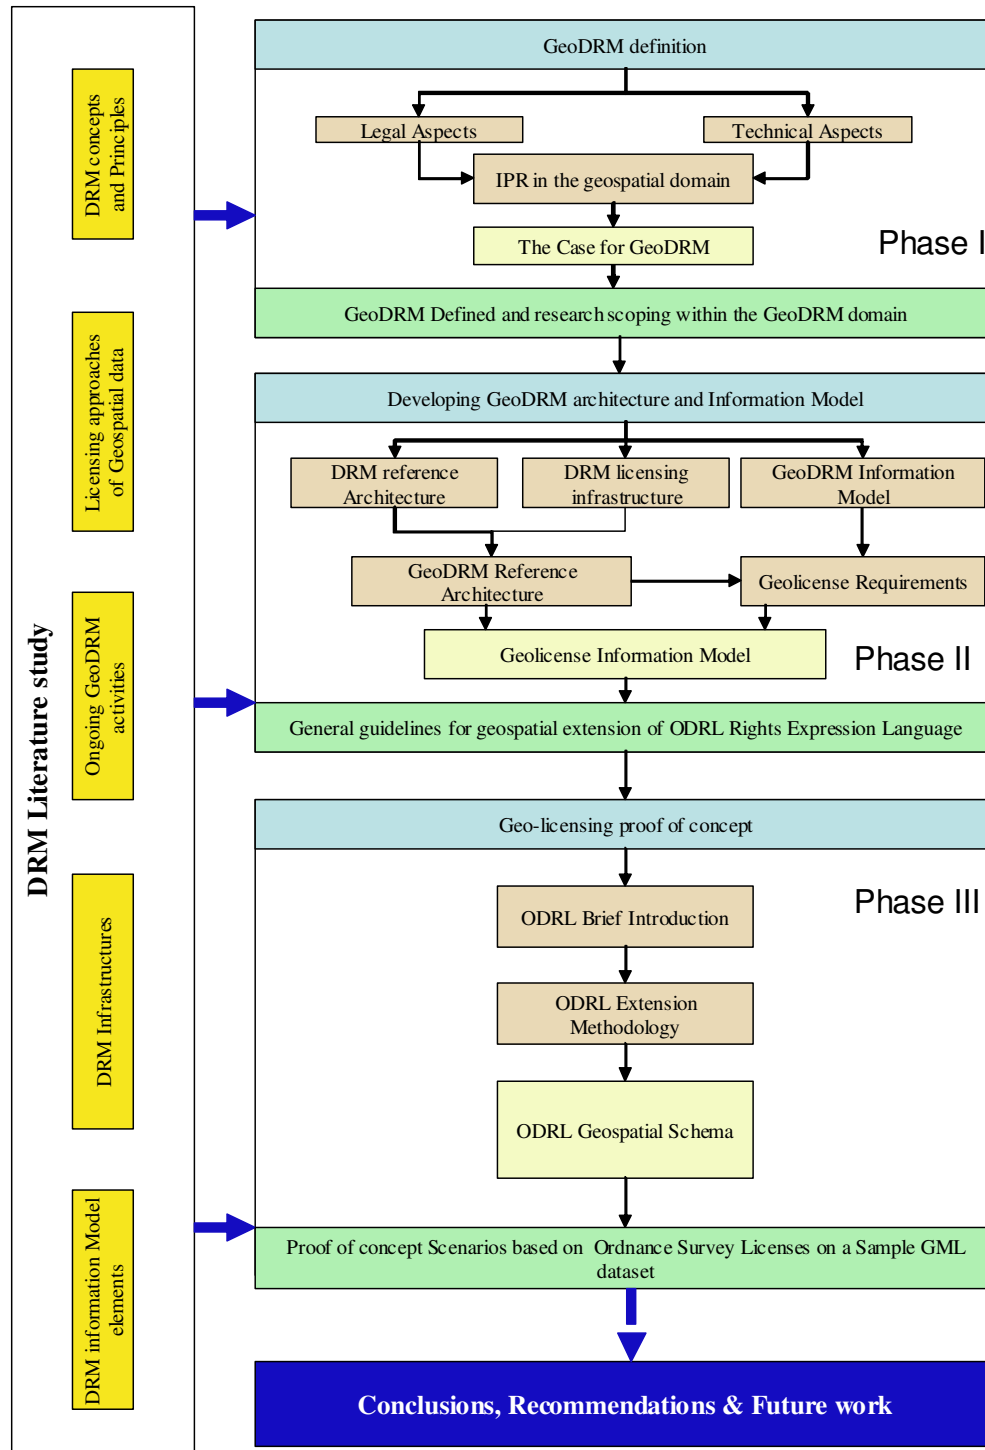 DRM Literature study
DRM concepts
and Principles
Licensing approaches
of Geospatial data
Ongoing GeoDRM
activities
DRM Infrastructures
DRM information Model
elements
GeoDRM definition
Legal Aspects
Technical Aspects
IPR in the geospatial domain
The Case for GeoDRM
Phase I
GeoDRM Defined and research scoping within the GeoDRM domain
Developing GeoDRM architecture and Information Model
DRM reference
Architecture
DRM licensing
infrastructure
GeoDRM Information
Model
GeoDRM Reference
Architecture
Geolicense Requirements
Geolicense Information Model
Phase II
General guidelines for geospatial extension of ODRL Rights Expression Language
Geo-licensing proof of concept
Phase III
ODRL Brief Introduction
ODRL Extension
Methodology
ODRL Geospatial Schema
Proof of concept Scenarios based on Ordnance Survey Licenses on a Sample GML
dataset
Conclusions, Recommendations & Future work